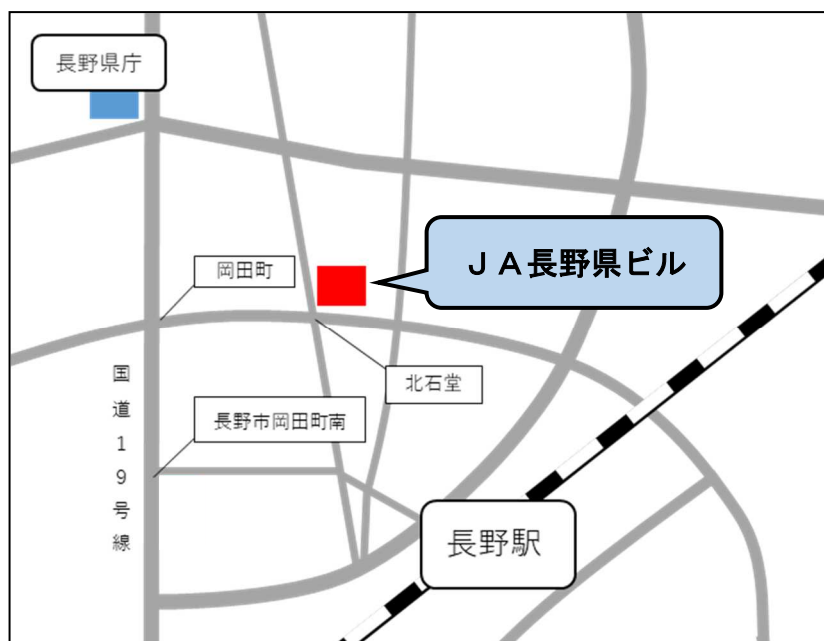 長野県庁
ＪＡ長野県ビル
岡田町
北石堂
国道19号線
長野市岡田町南
長野駅